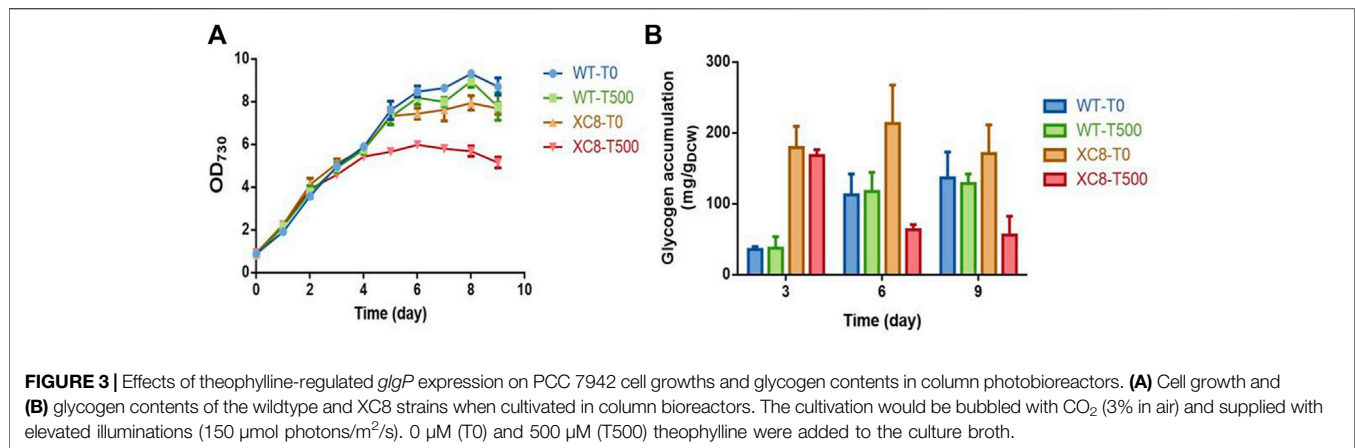 A
10
8
6
4
2
0
OD730
0 2 4 6 8 10
Time (day)
WT-T0
WT-T500
XC8-T0
XC8-T500
B
300
200
100
0
Glycogen accumulation
(mg/gDCW)
3 6 9
Time (day)
WT-T0
WT-T500
XC8-T0
XC8-T500
FIGURE 3 | Effects of theophylline-regulated glgP expression on PCC 7942 cell growths and glycogen contents in column photobioreactors. (A) Cell growth and
(B) glycogen contents of the wildtype and XC8 strains when cultivated in column bioreactors. The cultivation would be bubbled with CO2 (3% in air) and supplied with
elevated illuminations (150 μmol photons/m2/s). 0 μM (T0) and 500 μM (T500) theophylline were added to the culture broth.